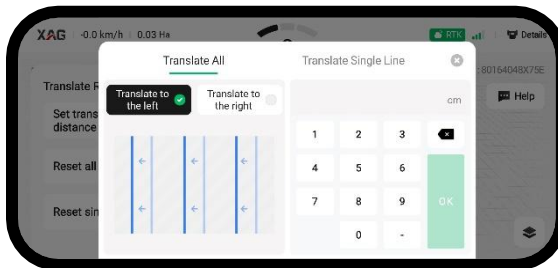 XAG -0.0 km/h 0.03 Ha RTK Details
Translate All Translate Single Line
:80164048X75E
Translate R
Translate to
the left
Translate to
the right
cm
Help
Set trans
distance
1 2 3
Reset all
4 5 6
7 8 9 OK
Reset sin
0 -